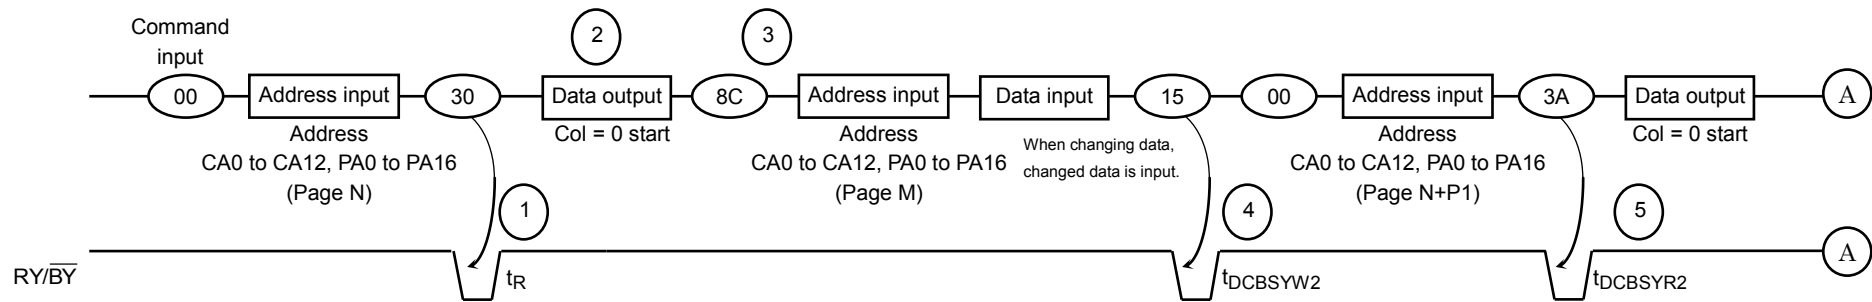 Command
input
2
3
00
Address input
30
Data output
8C
Address input
Data input
15
00
Address input
3A
Data output
A
Address
CA0 to CA12, PA0 to PA16
(Page N)
Col = 0 start
Address
CA0 to CA12, PA0 to PA16
(Page M)
When changing data,
changed data is input.
Address
CA0 to CA12, PA0 to PA16
(Page N+P1)
Col = 0 start
1
4
5
RY/BY
tR
tDCBSYW2
tDCBSYR2
A